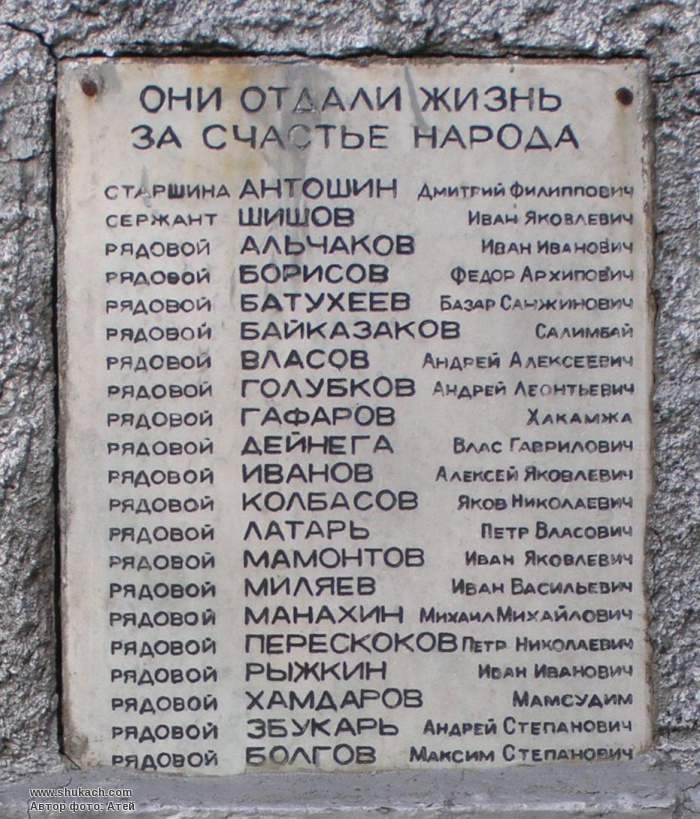 ОНИ ОТДАЛИ ЖИЗНЬ
ЗА СЧАСТЬЕ НАРОДА
СТАРШИНА АНТОШИН ДМИТРИЙ ФИЛИППОВИЧ
СЕРЖАНТ ШИШОВ ИВАН ЯКОВЛЕВИЧ
РЯДОВОЙ АЛЬЧАКОВ ИВАН ИВАНОВИЧ
РЯДОВОЙ БОРИСОВ ФЕДОР АРХИПОВИЧ
РЯДОВОЙ БАТУХЕЕВ БАЗАР САНЖИНОВИЧ
РЯДОВОЙ БАЙКАЗАКОВ САЛИМБАЙ
РЯДОВОЙ ВЛАСОВ АНДРЕЙ АЛЕКСЕЕВИЧ
РЯДОВОЙ ГОЛУБКОВ АНДРЕЙ ЛЕОНТЬЕВИЧ
РЯДОВОЙ ГАФАРОВ ХАКАМЖА
РЯДОВОЙ ДЕЙНЕГА ВЛАС ГАВРИЛОВИЧ
РЯДОВОЙ ИВАНОВ АЛЕКСЕЙ ЯКОВЛЕВИЧ
РЯДОВОЙ КОЛБАСОВ ЯКОВ НИКОЛАЕВИЧ
РЯДОВОЙ ЛАТАРЬ ПЕТР ВЛАСОВИЧ
РЯДОВОЙ МАМОНТОВ ИВАН ЯКОВЛЕВИЧ
РЯДОВОЙ МИЛЯЕВ ИВАН ВАСИЛЬЕВИЧ
РЯДОВОЙ МАНАХИН МИХАИЛ МИХАЙЛОВИЧ
РЯДОВОЙ ПЕРЕСКОКОВ ПЕТР НИКОЛАЕВИЧ
РЯДОВОЙ РЫЖКИН ИВАН ИВАНОВИЧ
РЯДОВОЙ ХАМДАРОВ МАМСУДИМ
РЯДОВОЙ ЗБУКАРЬ АНДРЕЙ СТЕПАНОВИЧ
РЯДОВОЙ БОЛГОВ МАКСИМ СТЕПАНОВИЧ
www.shukach.com
Автор фото: Атей